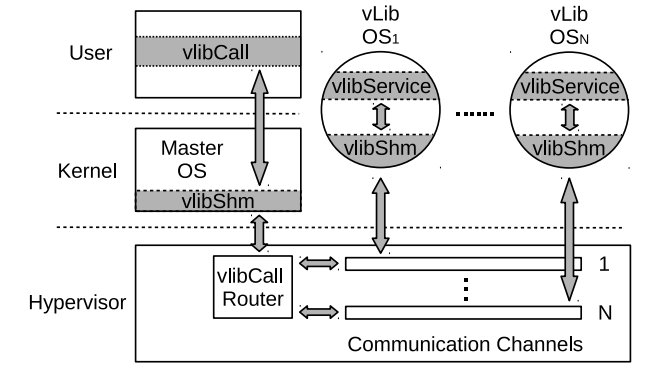 User
vlibCall
vLib
OS1
vLib
OSN
vlibService
vlibService
......
Kernel
Master
OS
vlibShm
vlibShm
vlibShm
Hypervisor
vlibCall
Router
1
N
Communication Channels